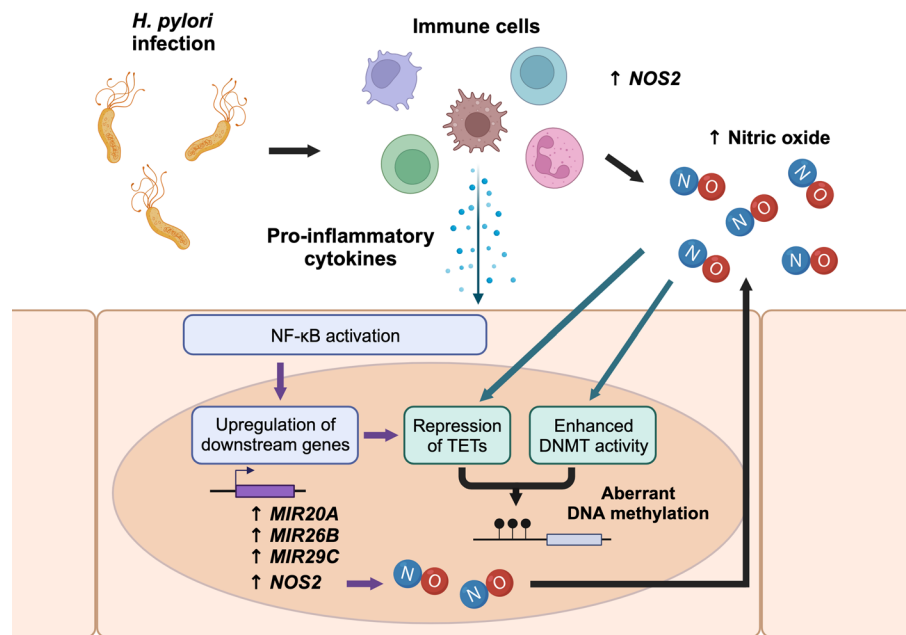 H. pylori
infection
Immune cells
↑ NOS2
↑ Nitric oxide
N O
N O
N O
N O
N O
Pro-inflammatory
cytokines
NF-κB activation
Upregulation of
downstream genes
Repression
of TETs
Enhanced
DNMT activity
Aberrant
DNA methylation
↑ MIR20A
↑ MIR26B
↑ MIR29C
↑ NOS2
N O
N O